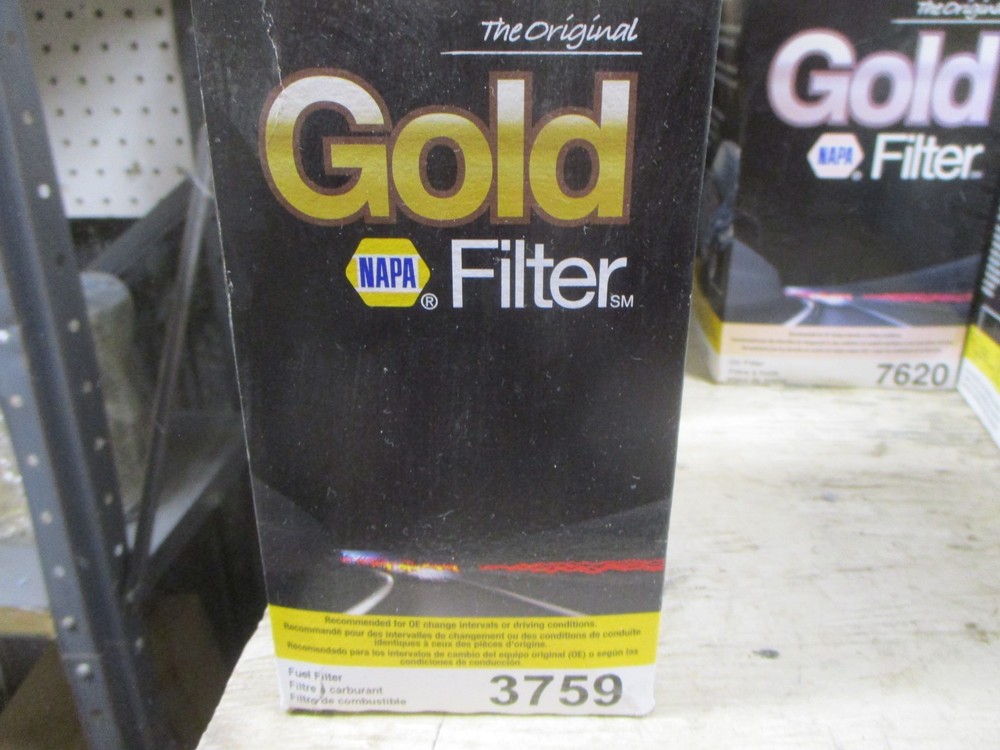 The Original
Gold
NAPA® Filter SM
Recommended for OE change intervals or driving conditions.
Recommandé pour des intervalles de changement ou des conditions de conduite
identiques à ceux des pièces d'origine.
Recomendado para los intervalos de cambio del equipo original (OE) o según las
condiciones de conducción.
Fuel Filter
Filtre à carburant
Filtro de combustible
3759
The Original
Gold
NAPA Filter
7620